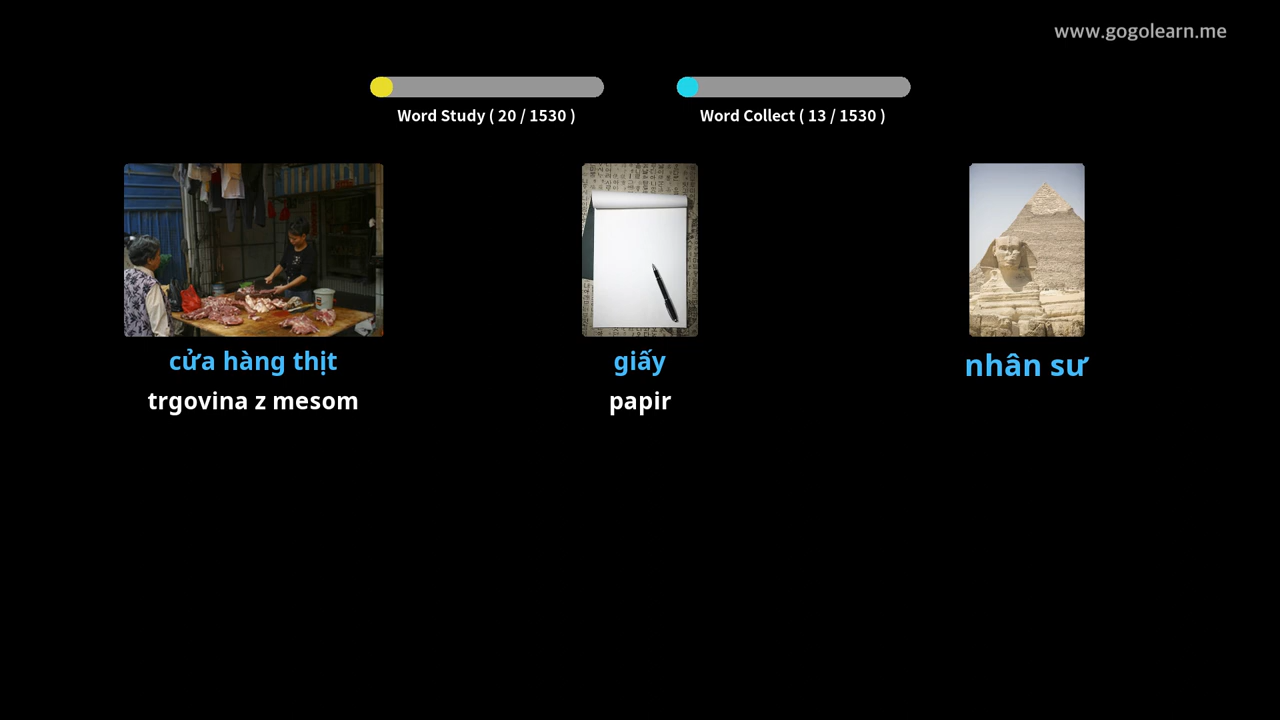 www.gogolearn.me
Word Study ( 20 / 1530 )
Word Collect ( 13 / 1530 )
cửa hàng thịt
giấy
nhân sư
trgovina z mesom
papir